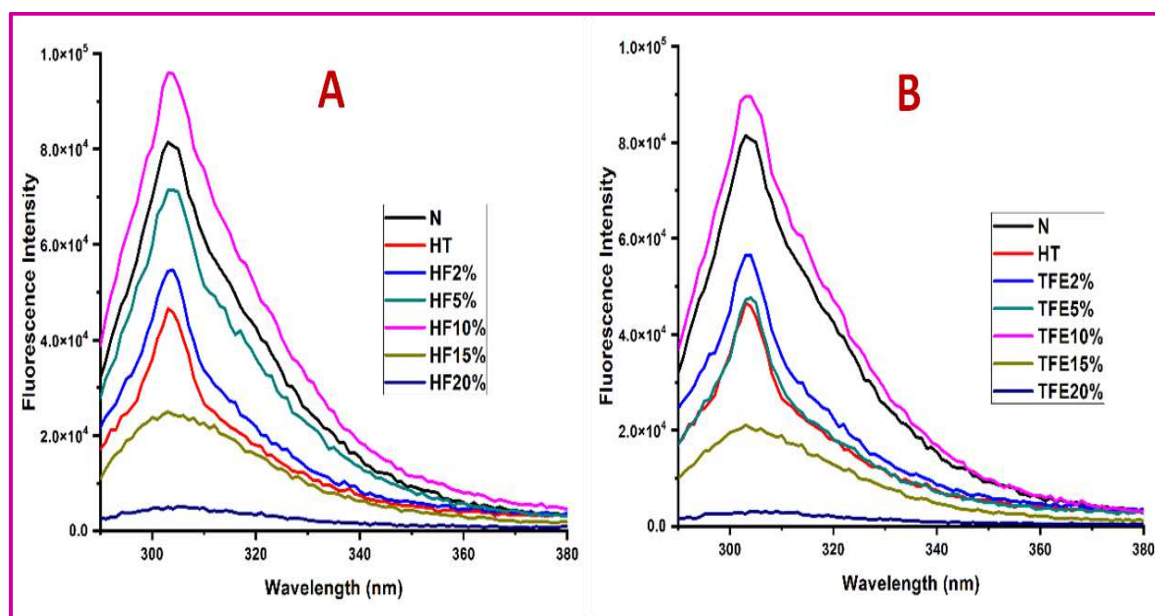 A
Fluorescence Intensity
1.0×10⁵
8.0×10⁴
6.0×10⁴
4.0×10⁴
2.0×10⁴
0.0
N
HT
HF2%
HF5%
HF10%
HF15%
HF20%
300
320
340
360
380
Wavelength (nm)
B
Fluorescence Intensity
1.0×10⁵
8.0×10⁴
6.0×10⁴
4.0×10⁴
2.0×10⁴
0.0
N
HT
TFE2%
TFE5%
TFE10%
TFE15%
TFE20%
300
320
340
360
380
Wavelength (nm)